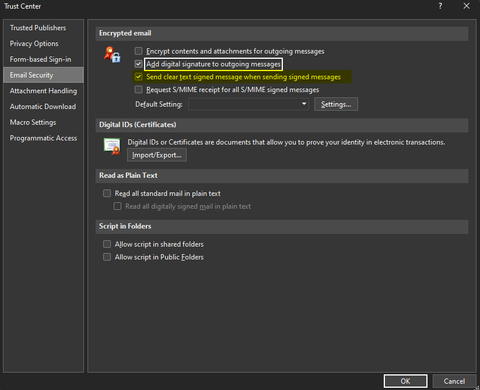 Trust Center
Trusted Publishers
Privacy Options
Form-based Sign-in
Email Security
Attachment Handling
Automatic Download
Macro Settings
Programmatic Access
Encrypted email
Encrypt contents and attachments for outgoing messages
Add digital signature to outgoing messages
Send clear text signed message when sending signed messages
Request S/MIME receipt for all S/MIME signed messages
Default Setting:
Settings...
Digital IDs (Certificates)
Digital IDs or Certificates are documents that allow you to prove your identity in electronic transactions.
Import/Export...
Read as Plain Text
Read all standard mail in plain text
Read all digitally signed mail in plain text
Script in Folders
Allow script in shared folders
Allow script in Public Folders
OK
Cancel